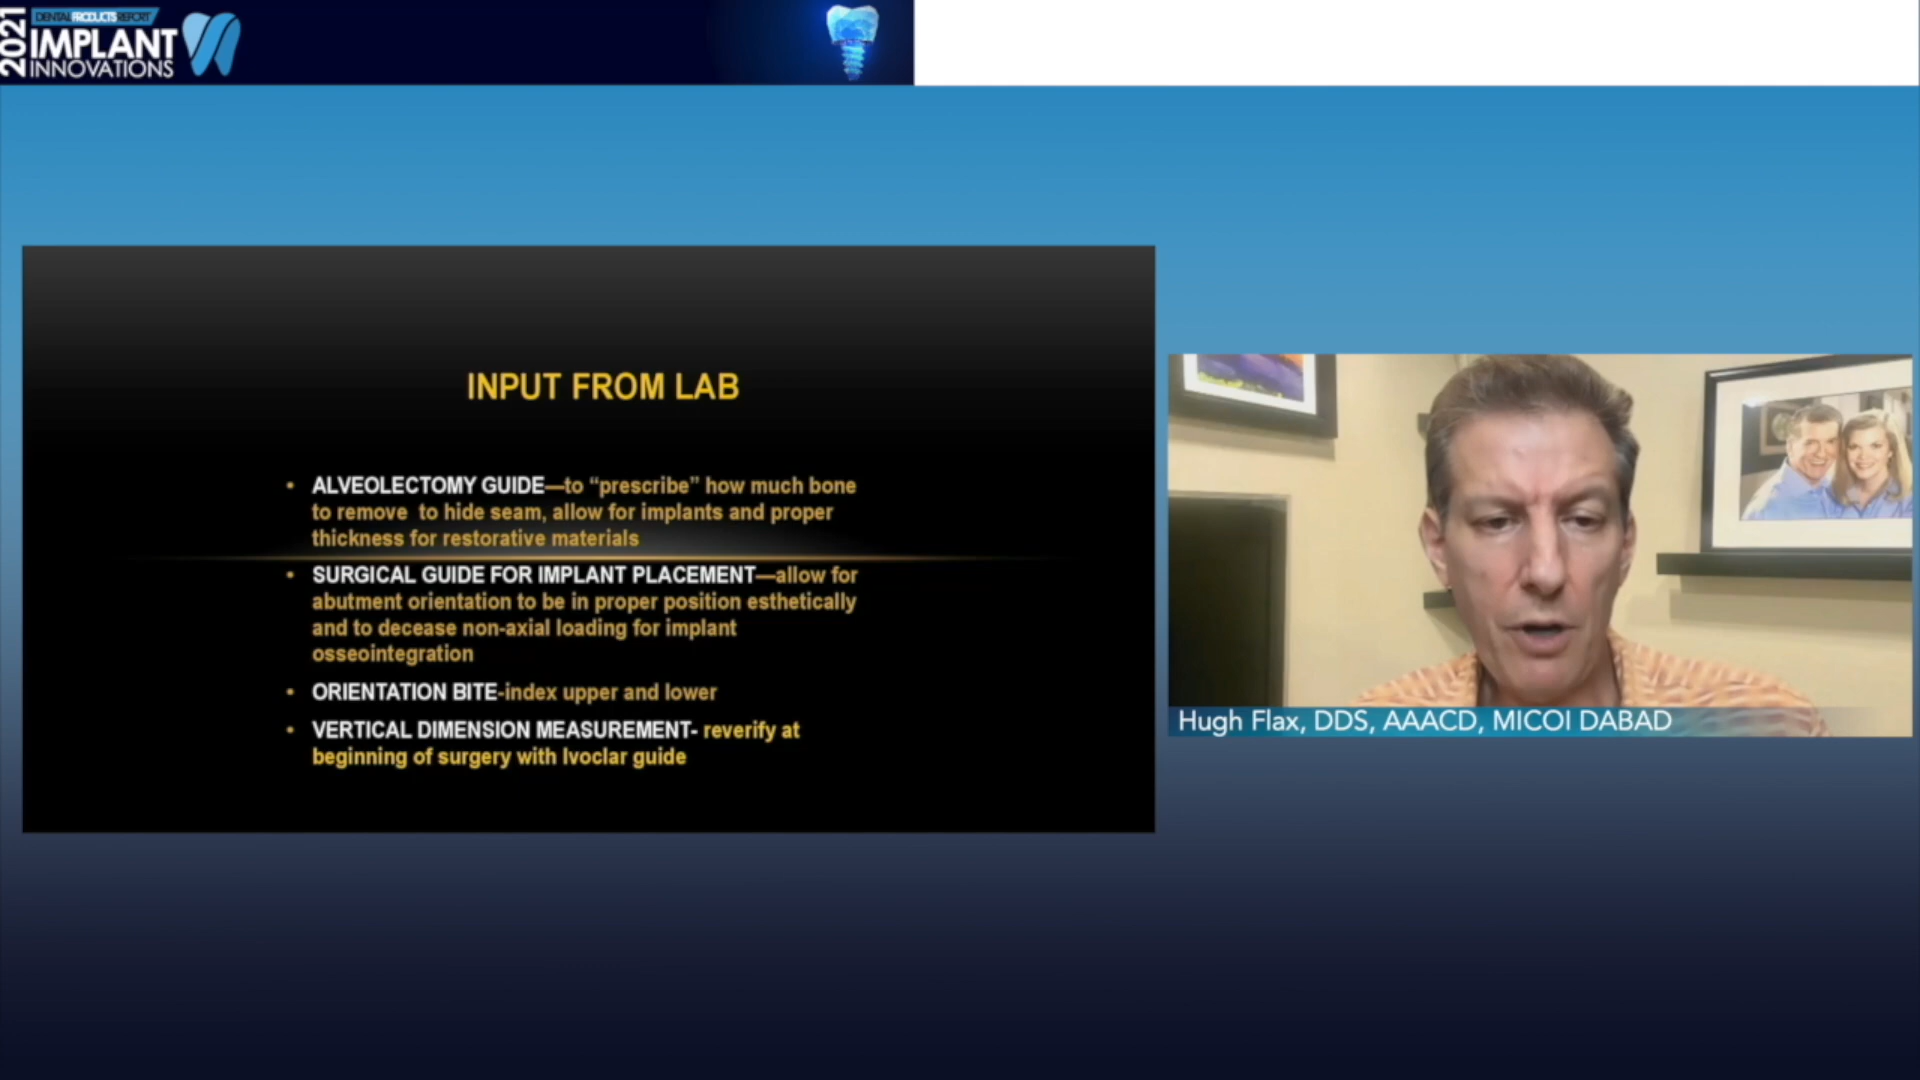 2021
DENTAL PRODUCTS REPORT
IMPLANT
INNOVATIONS
INPUT FROM LAB
• ALVEOLECTOMY GUIDE—to “prescribe” how much bone
to remove to hide seam, allow for implants and proper
thickness for restorative materials
• SURGICAL GUIDE FOR IMPLANT PLACEMENT—allow for
abutment orientation to be in proper position esthetically
and to decease non-axial loading for implant
osseointegration
• ORIENTATION BITE-index upper and lower
• VERTICAL DIMENSION MEASUREMENT- reverify at
beginning of surgery with Ivoclar guide
Hugh Flax, DDS, AAACD, MICOI DABAD